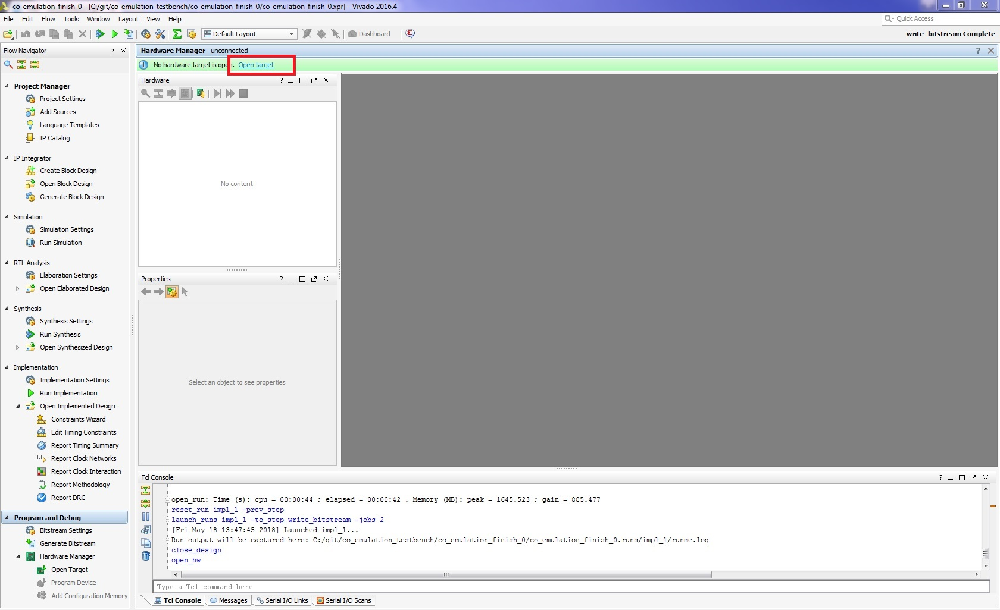 co_emulation_finish_0 - [C:/git/co_emulation_testbench/co_emulation_finish_0/co_emulation_finish_0.xpr] - Vivado 2016.4
File Edit Flow Tools Window Layout View Help
Quick Access
Default Layout
Dashboard
write_bitstream Complete
Flow Navigator
Project Manager
Project Settings
Add Sources
Language Templates
IP Catalog
IP Integrator
Create Block Design
Open Block Design
Generate Block Design
Simulation
Simulation Settings
Run Simulation
RTL Analysis
Elaboration Settings
Open Elaborated Design
Synthesis
Synthesis Settings
Run Synthesis
Open Synthesized Design
Implementation
Implementation Settings
Run Implementation
Open Implemented Design
Constraints Wizard
Edit Timing Constraints
Report Timing Summary
Report Clock Networks
Report Clock Interaction
Report Methodology
Report DRC
Program and Debug
Bitstream Settings
Generate Bitstream
Hardware Manager
Open Target
Program Device
Add Configuration Memory
Hardware Manager - unconnected
No hardware target is open. Open target
Hardware
No content
Properties
Select an object to see properties
Tcl Console
open_run: Time (s): cpu = 00:00:44 ; elapsed = 00:00:42 . Memory (MB): peak = 1645.523 ; gain = 885.477
reset_run impl_1 -prev_step
launch_runs impl_1 -to_step write_bitstream -jobs 2
[Fri May 18 13:47:45 2018] Launched impl_1...
Run output will be captured here: C:/git/co_emulation_testbench/co_emulation_finish_0/co_emulation_finish_0.runs/impl_1/runme.log
close_design
open_hw
Type a Tcl command here
Tcl Console Messages Serial I/O Links Serial I/O Scans